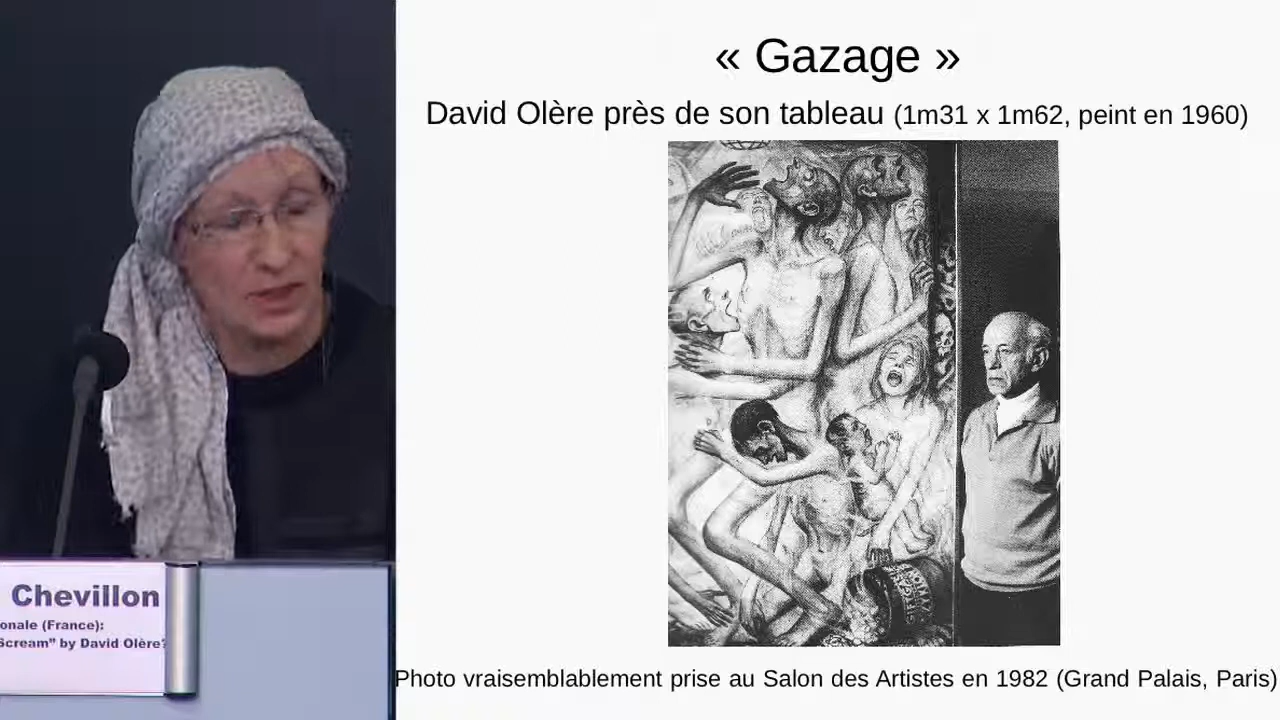 « Gazage »
David Olère près de son tableau (1m31 x 1m62, peint en 1960)
Photo vraisemblablement prise au Salon des Artistes en 1982 (Grand Palais, Paris)
Chevillon
onale (France):
Scream” by David Olère?